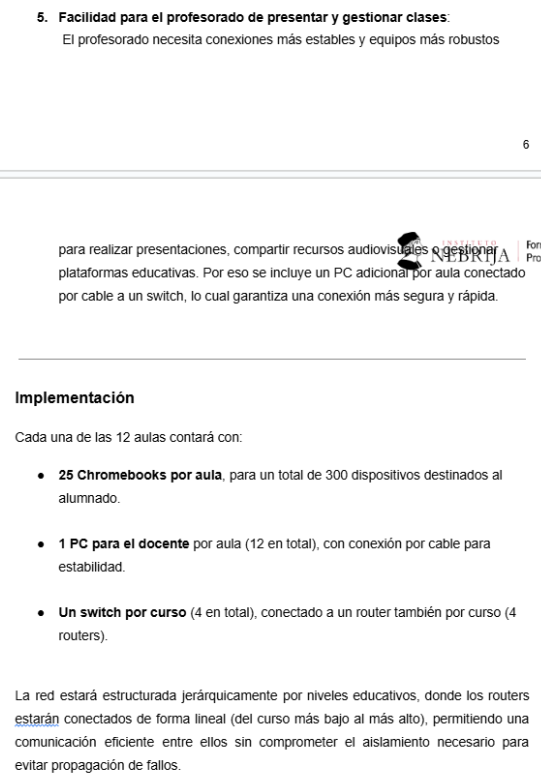 5. Facilidad para el profesorado de presentar y gestionar clases:
El profesorado necesita conexiones más estables y equipos más robustos
6
INSTITUTO
NEBRIJA
para realizar presentaciones, compartir recursos audiovisuales o gestionar
plataformas educativas. Por eso se incluye un PC adicional por aula conectado
por cable a un switch, lo cual garantiza una conexión más segura y rápida.
Implementación
Cada una de las 12 aulas contará con:
● 25 Chromebooks por aula, para un total de 300 dispositivos destinados al
alumnado.
● 1 PC para el docente por aula (12 en total), con conexión por cable para
estabilidad.
● Un switch por curso (4 en total), conectado a un router también por curso (4
routers).
La red estará estructurada jerárquicamente por niveles educativos, donde los routers
estarán conectados de forma lineal (del curso más bajo al más alto), permitiendo una
comunicación eficiente entre ellos sin comprometer el aislamiento necesario para
evitar propagación de fallos.